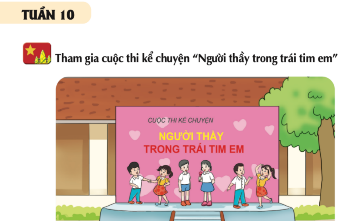 TUẦN 10
Tham gia cuộc thi kể chuyện “Người thầy trong trái tim em”
CUỘC THI KỂ CHUYỆN
NGƯỜI THẦY
TRONG TRÁI TIM EM